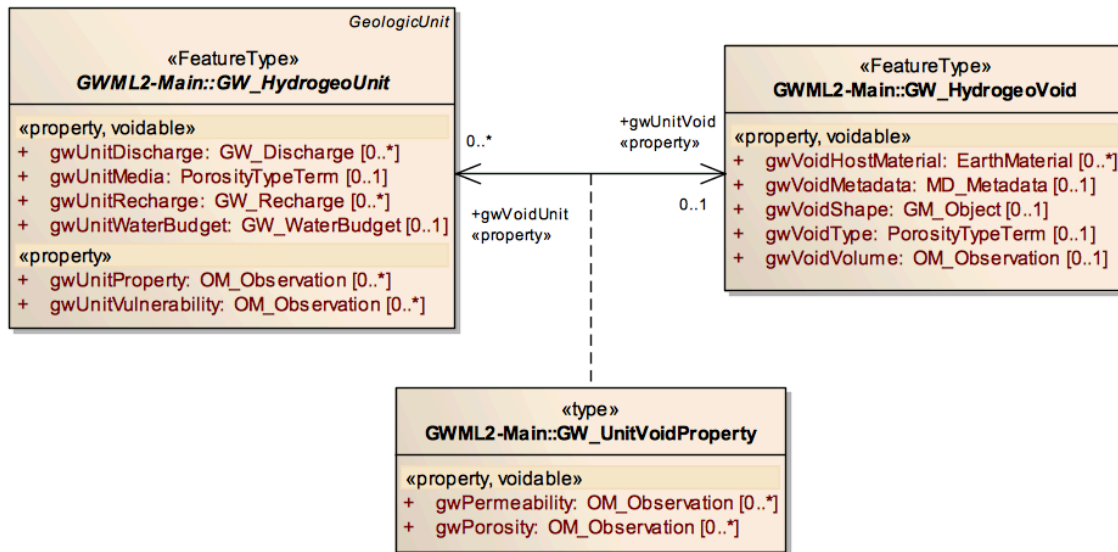 GeologicUnit
«FeatureType»
GWML2-Main::GW_HydrogeoUnit
«property, voidable»
+ gwUnitDischarge: GW_Discharge [0..*]
+ gwUnitMedia: PorosityTypeTerm [0..1]
+ gwUnitRecharge: GW_Recharge [0..*]
+ gwUnitWaterBudget: GW_WaterBudget [0..1]
«property»
+ gwUnitProperty: OM_Observation [0..*]
+ gwUnitVulnerability: OM_Observation [0..*]
0..*
+gwVoidUnit
«property»
+gwUnitVoid
«property»
0..1
«FeatureType»
GWML2-Main::GW_HydrogeoVoid
«property, voidable»
+ gwVoidHostMaterial: EarthMaterial [0..*]
+ gwVoidMetadata: MD_Metadata [0..1]
+ gwVoidShape: GM_Object [0..1]
+ gwVoidType: PorosityTypeTerm [0..1]
+ gwVoidVolume: OM_Observation [0..1]
«type»
GWML2-Main::GW_UnitVoidProperty
«property, voidable»
+ gwPermeability: OM_Observation [0..*]
+ gwPorosity: OM_Observation [0..*]